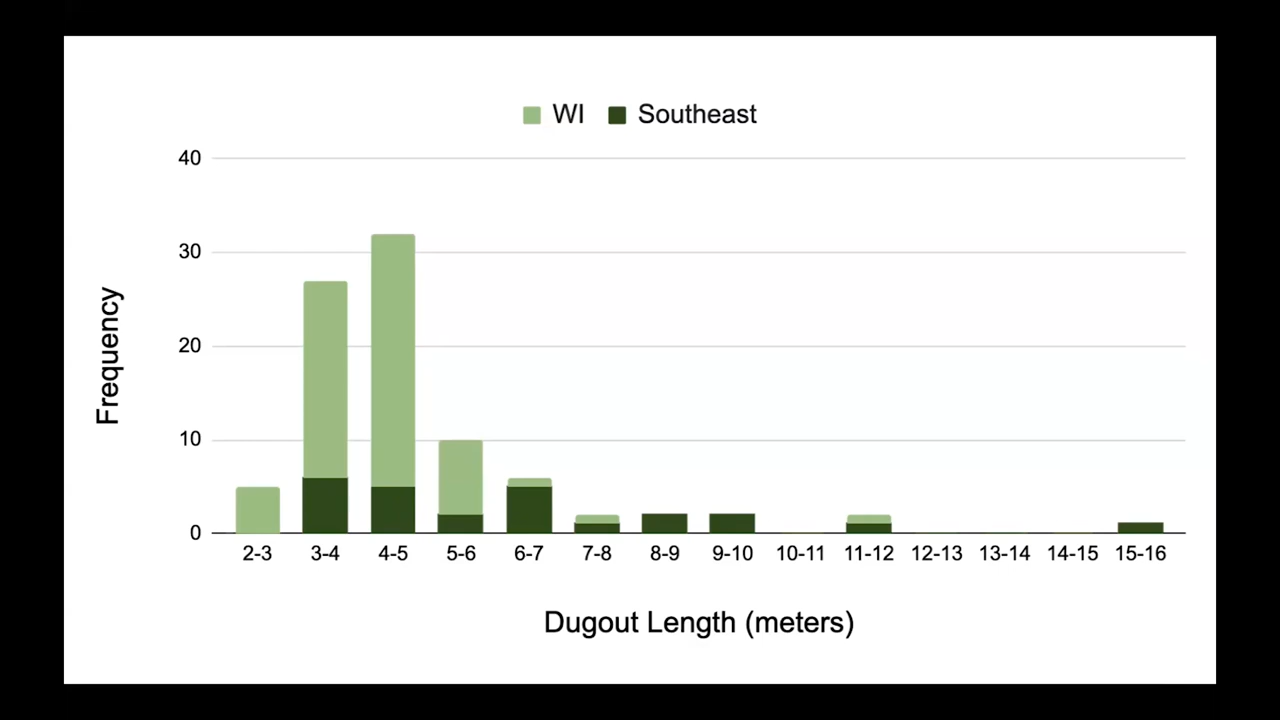 WI Southeast
40
30
20
10
0
Frequency
2-3 3-4 4-5 5-6 6-7 7-8 8-9 9-10 10-11 11-12 12-13 13-14 14-15 15-16
Dugout Length (meters)